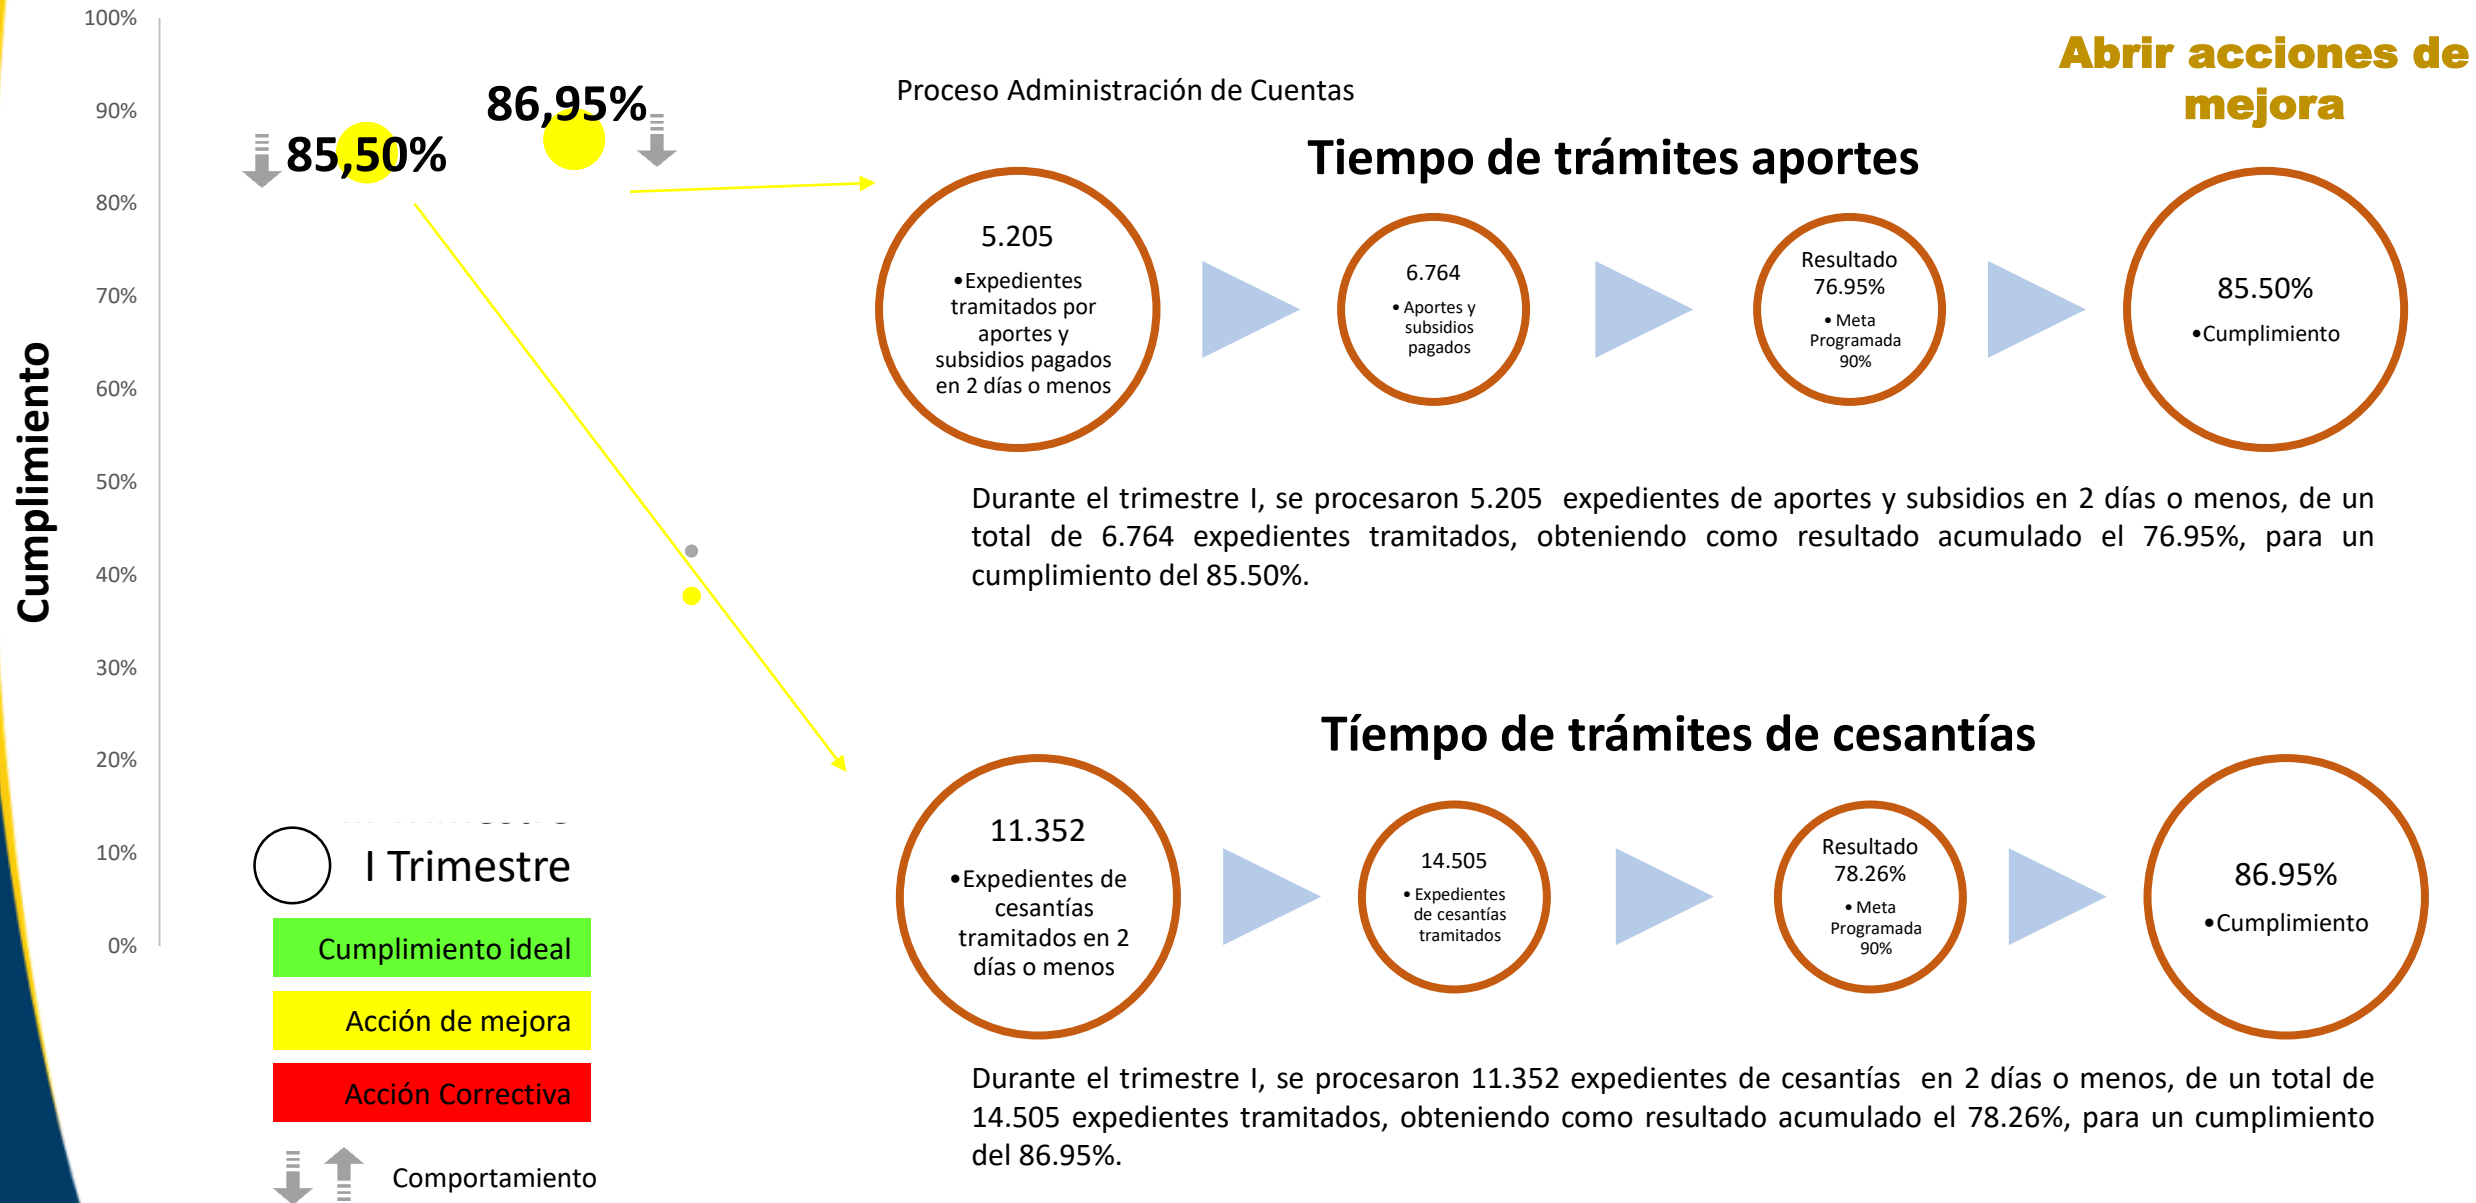 100%
90%
80%
70%
60%
50%
40%
30%
20%
10%
0%
Cumplimiento
85,50%
86,95%
I Trimestre
Cumplimiento ideal
Acción de mejora
Acción Correctiva
Comportamiento
Proceso Administración de Cuentas
Abrir acciones de
mejora
Tiempo de trámites aportes
5.205
•Expedientes
tramitados por
aportes y
subsidios pagados
en 2 días o menos
6.764
• Aportes y
subsidios
pagados
Resultado
76.95%
• Meta
Programada
90%
85.50%
•Cumplimiento
Durante el trimestre I, se procesaron 5.205 expedientes de aportes y subsidios en 2 días o menos, de un
total de 6.764 expedientes tramitados, obteniendo como resultado acumulado el 76.95%, para un
cumplimiento del 85.50%.
Tíempo de trámites de cesantías
11.352
•Expedientes de
cesantías
tramitados en 2
días o menos
14.505
• Expedientes
de cesantías
tramitados
Resultado
78.26%
• Meta
Programada
90%
86.95%
•Cumplimiento
Durante el trimestre I, se procesaron 11.352 expedientes de cesantías en 2 días o menos, de un total de
14.505 expedientes tramitados, obteniendo como resultado acumulado el 78.26%, para un cumplimiento
del 86.95%.